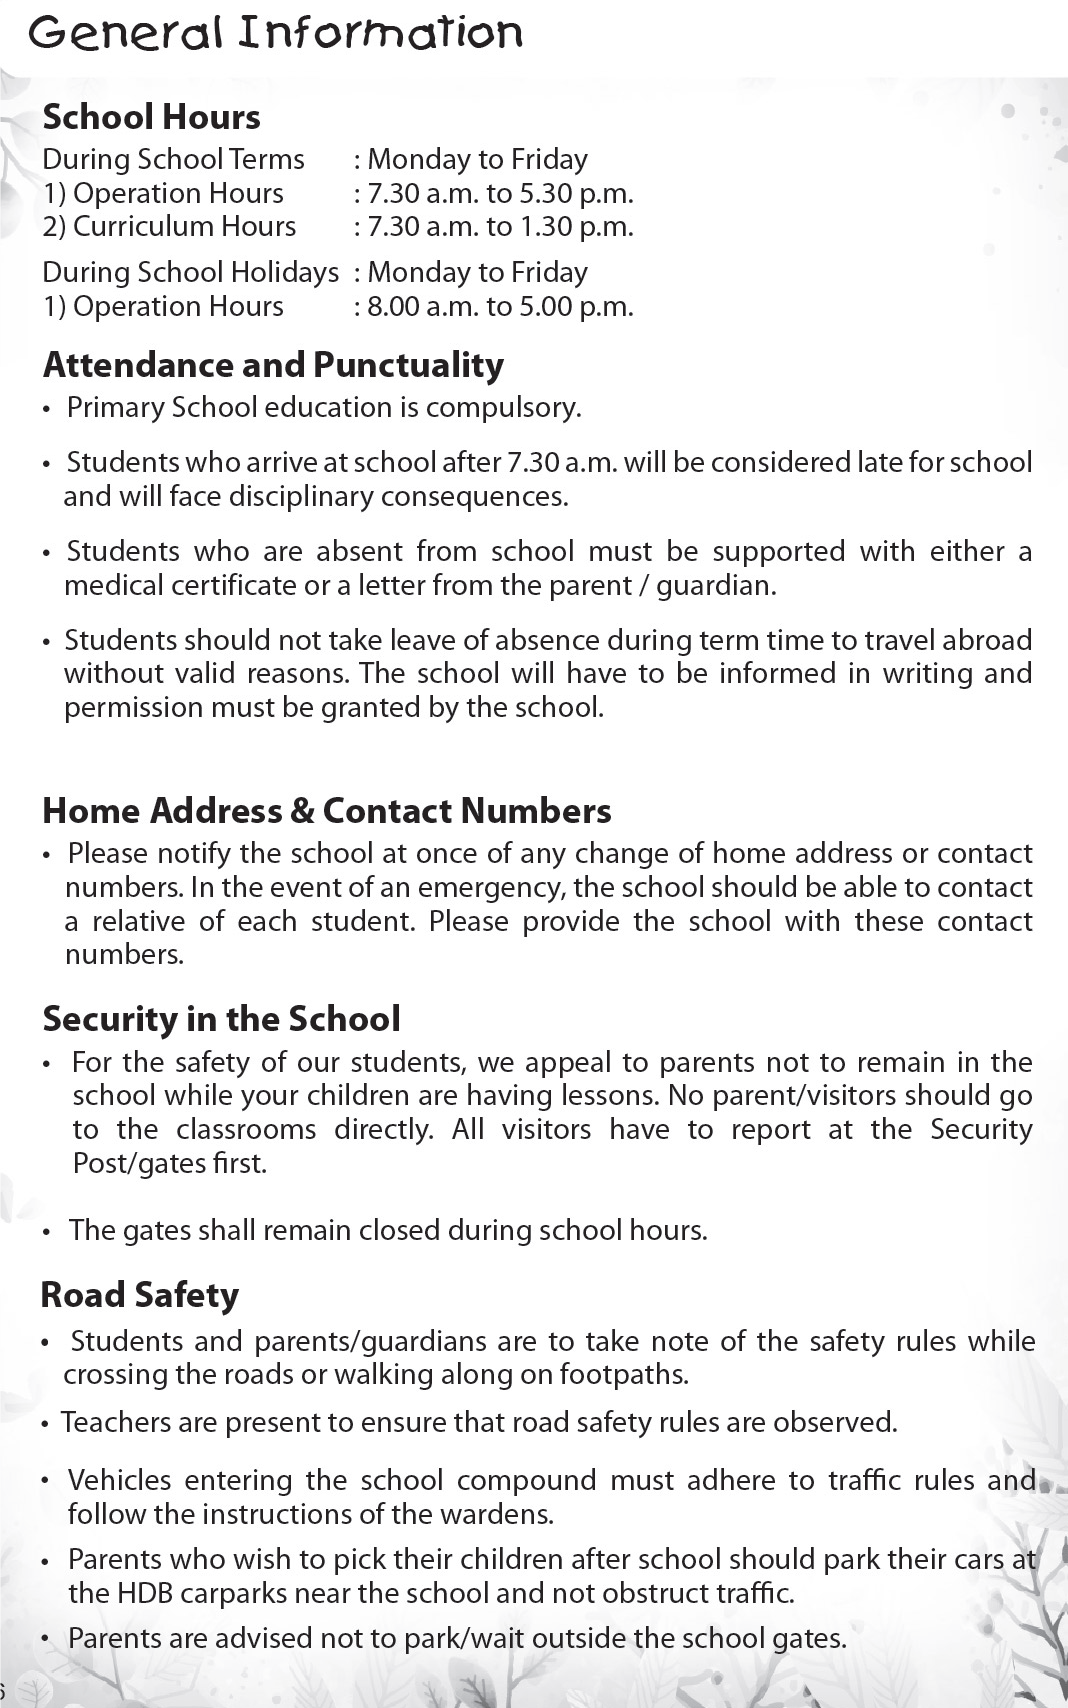 General Information
School Hours
During School Terms : Monday to Friday
1) Operation Hours : 7.30 a.m. to 5.30 p.m.
2) Curriculum Hours : 7.30 a.m. to 1.30 p.m.
During School Holidays : Monday to Friday
1) Operation Hours : 8.00 a.m. to 5.00 p.m.
Attendance and Punctuality
• Primary School education is compulsory.
• Students who arrive at school after 7.30 a.m. will be considered late for school
and will face disciplinary consequences.
• Students who are absent from school must be supported with either a
medical certificate or a letter from the parent / guardian.
• Students should not take leave of absence during term time to travel abroad
without valid reasons. The school will have to be informed in writing and
permission must be granted by the school.
Home Address & Contact Numbers
• Please notify the school at once of any change of home address or contact
numbers. In the event of an emergency, the school should be able to contact
a relative of each student. Please provide the school with these contact
numbers.
Security in the School
• For the safety of our students, we appeal to parents not to remain in the
school while your children are having lessons. No parent/visitors should go
to the classrooms directly. All visitors have to report at the Security
Post/gates first.
• The gates shall remain closed during school hours.
Road Safety
• Students and parents/guardians are to take note of the safety rules while
crossing the roads or walking along on footpaths.
• Teachers are present to ensure that road safety rules are observed.
• Vehicles entering the school compound must adhere to traffic rules and
follow the instructions of the wardens.
• Parents who wish to pick their children after school should park their cars at
the HDB carparks near the school and not obstruct traffic.
• Parents are advised not to park/wait outside the school gates.
6